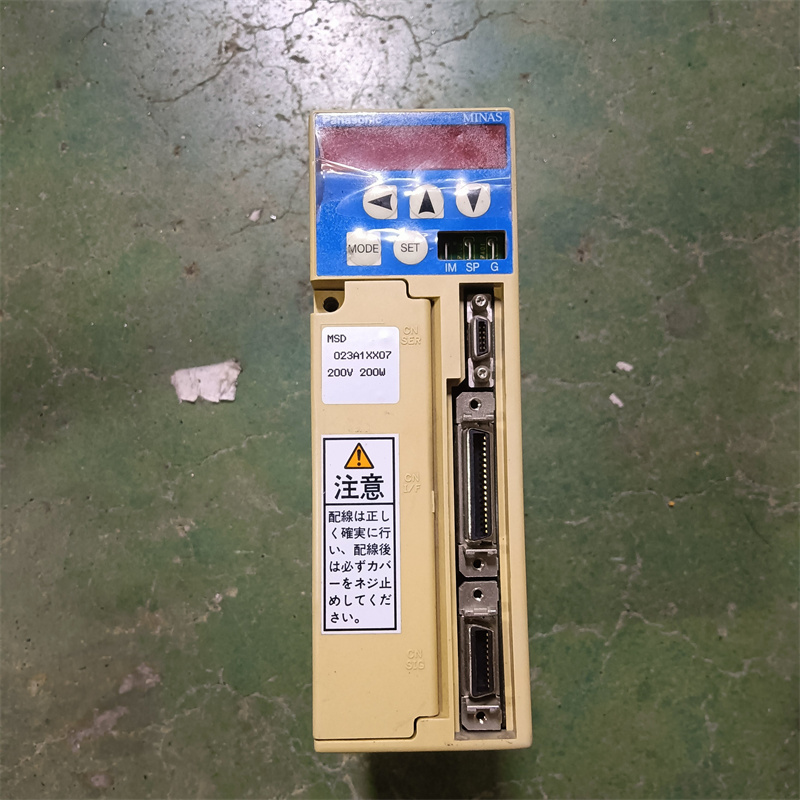 Panasonic MINAS
MODE SET
IM SP G
MSD
023A1XX07
200V 200W
CN
SER
注意
配線は正し
く確実に行
い、配線後
は必ずカバ
ーをネジ止
めしてくだ
さい。
CN
I/F
CN
SIG